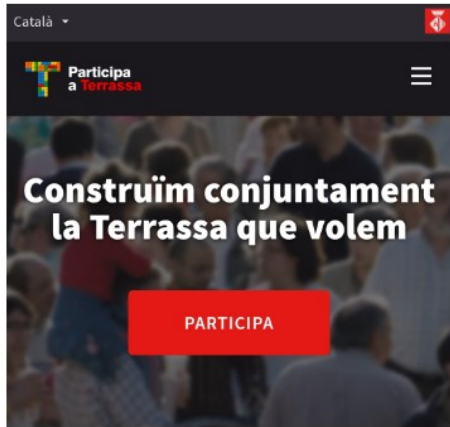 Català
Participa
a Terrassa
Construïm conjuntament
la Terrassa que volem
PARTICIPA